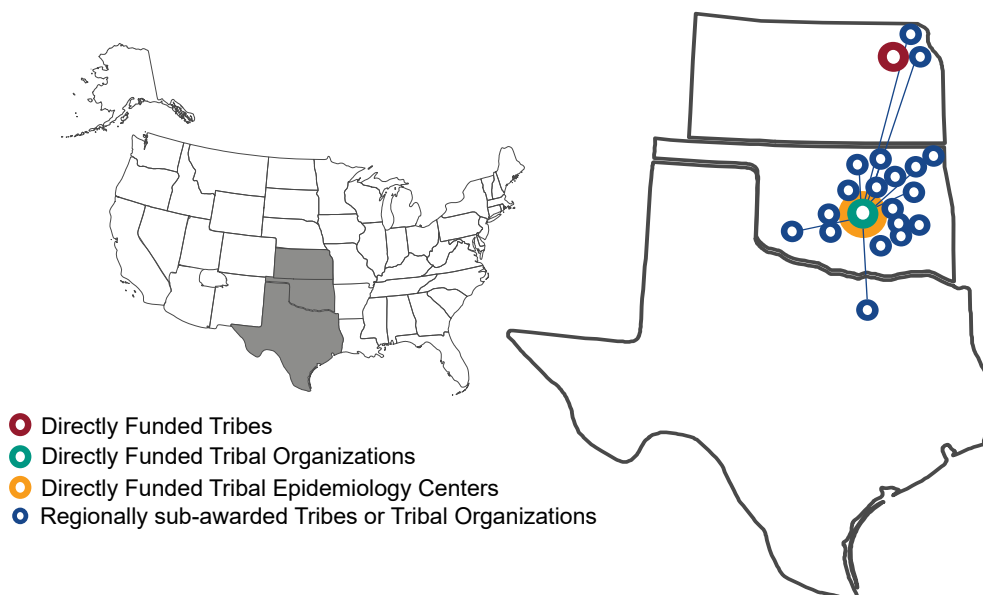 Directly Funded Tribes
Directly Funded Tribal Organizations
Directly Funded Tribal Epidemiology Centers
Regionally sub-awarded Tribes or Tribal Organizations